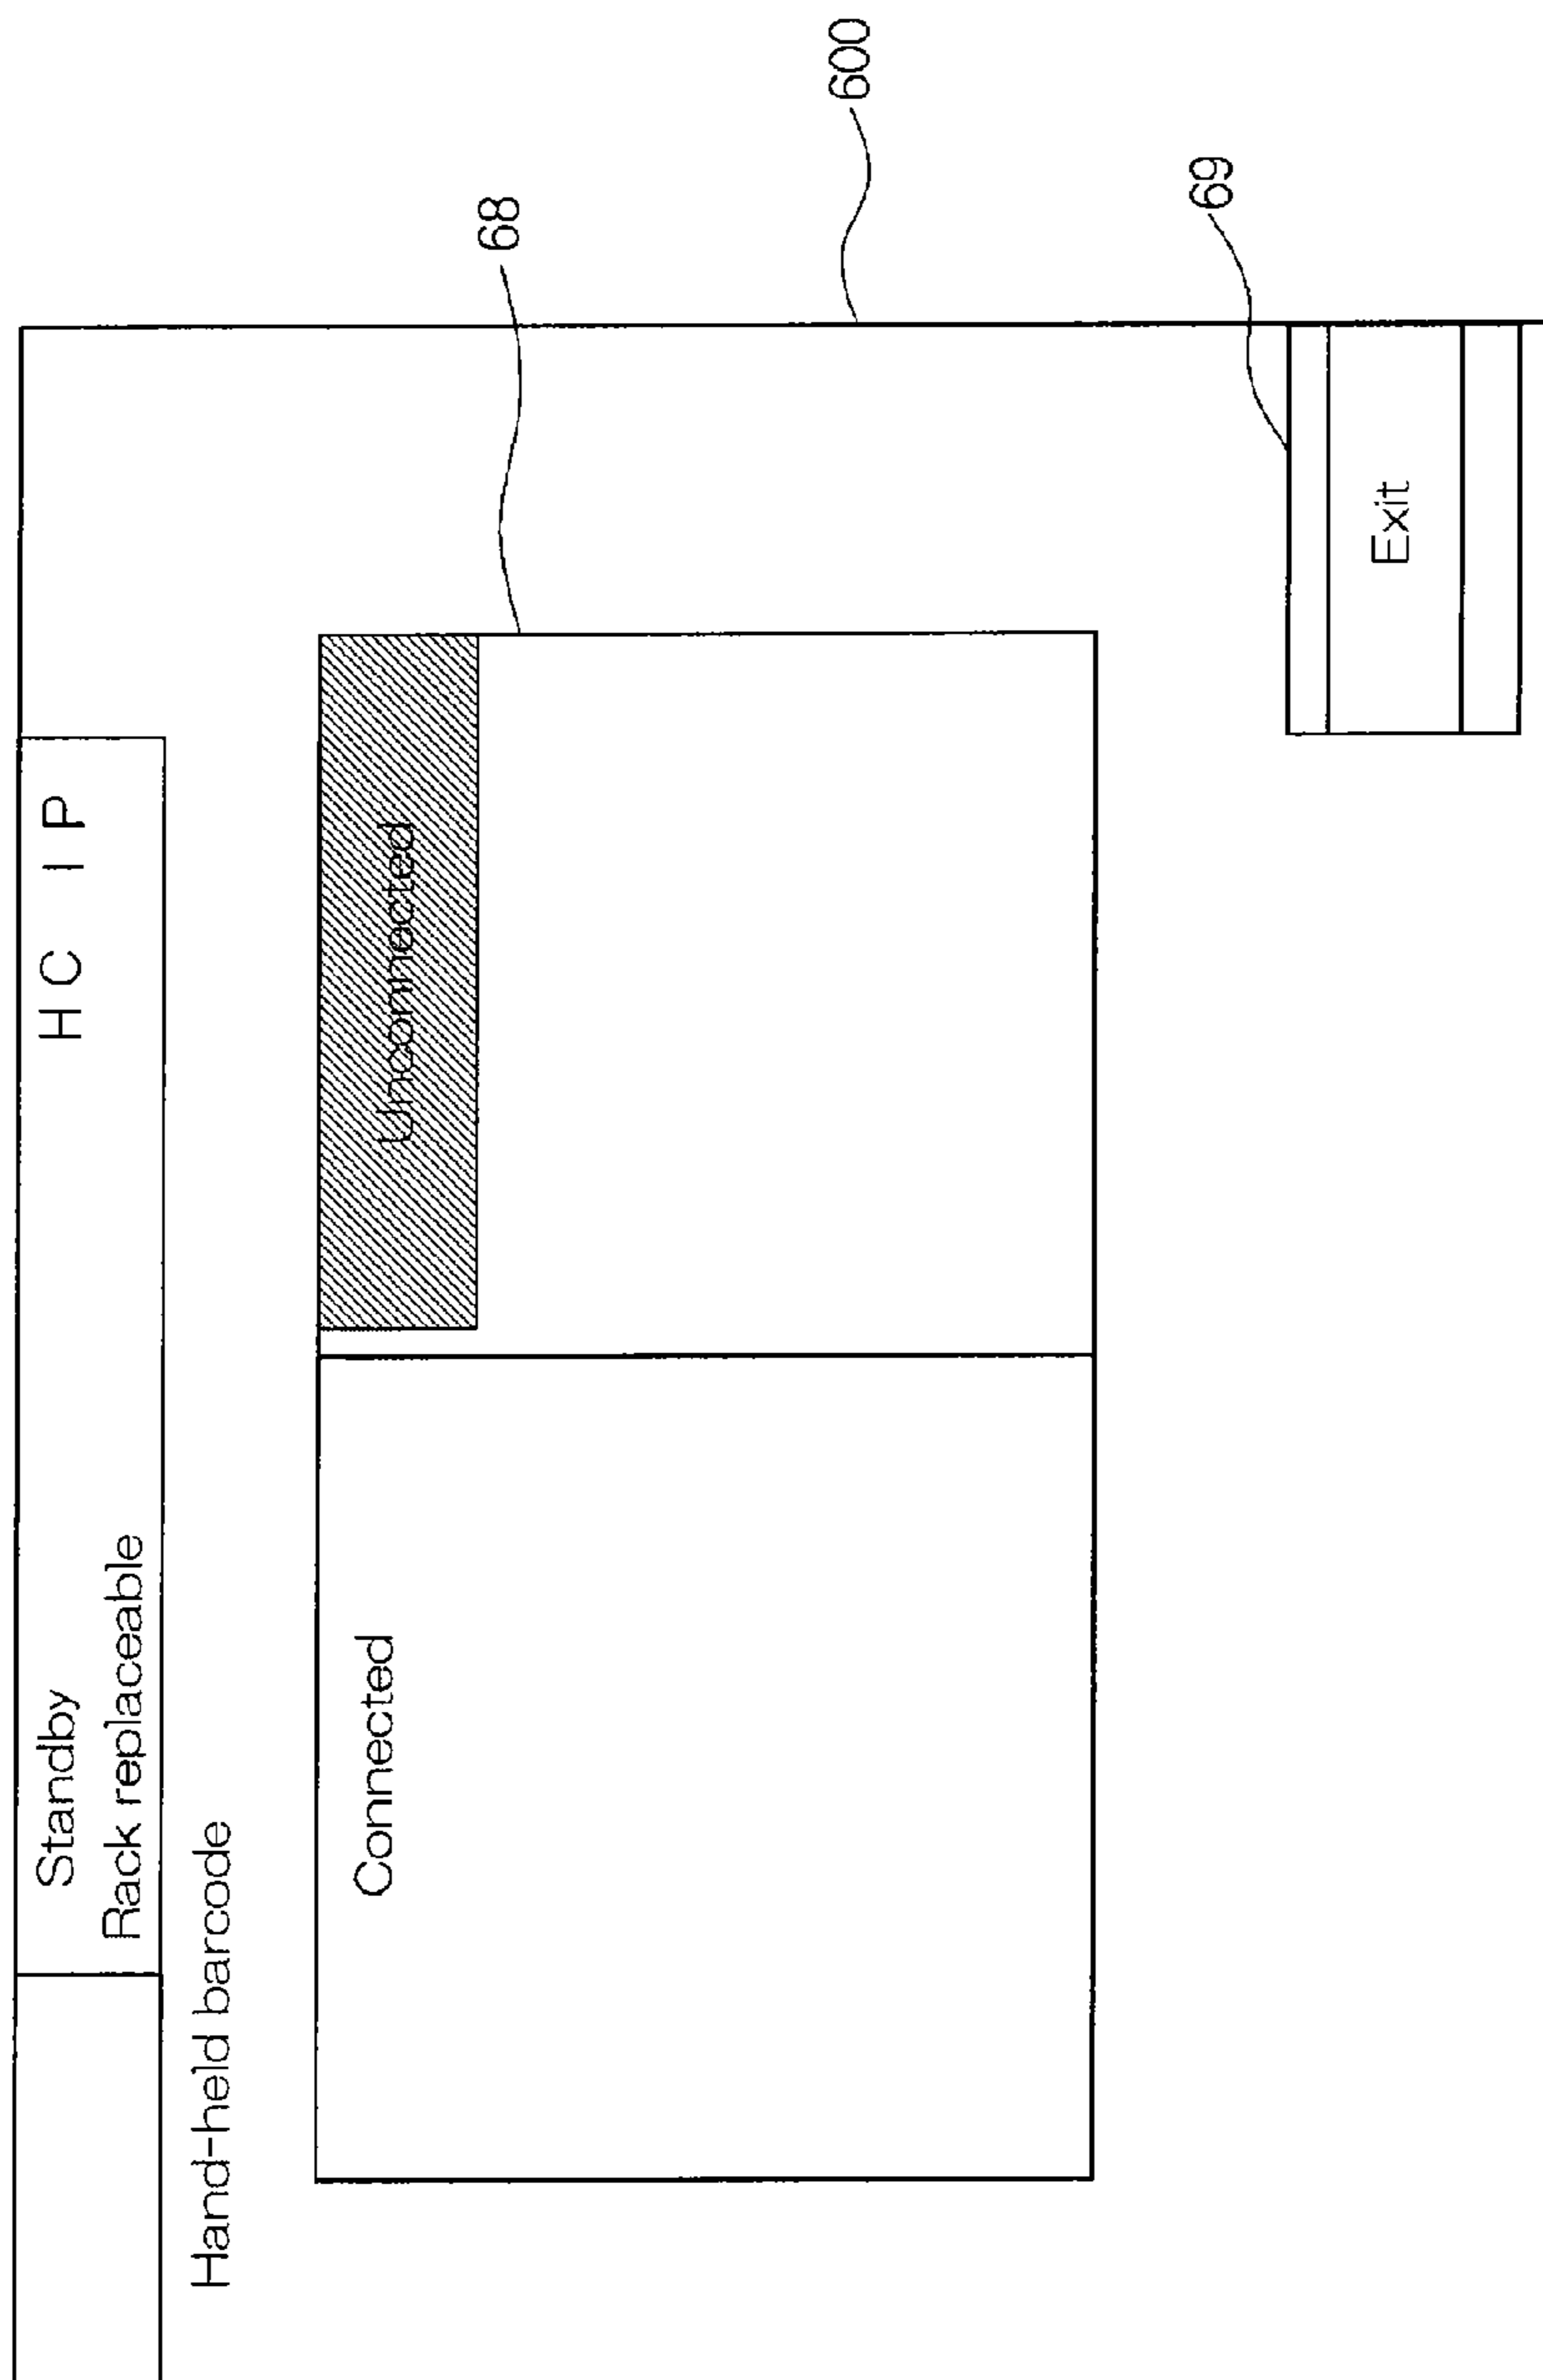 Standby
Rack replaceable
HC IP
Hand-held barcode
Connected
Unconnected
68
600
69
Exit